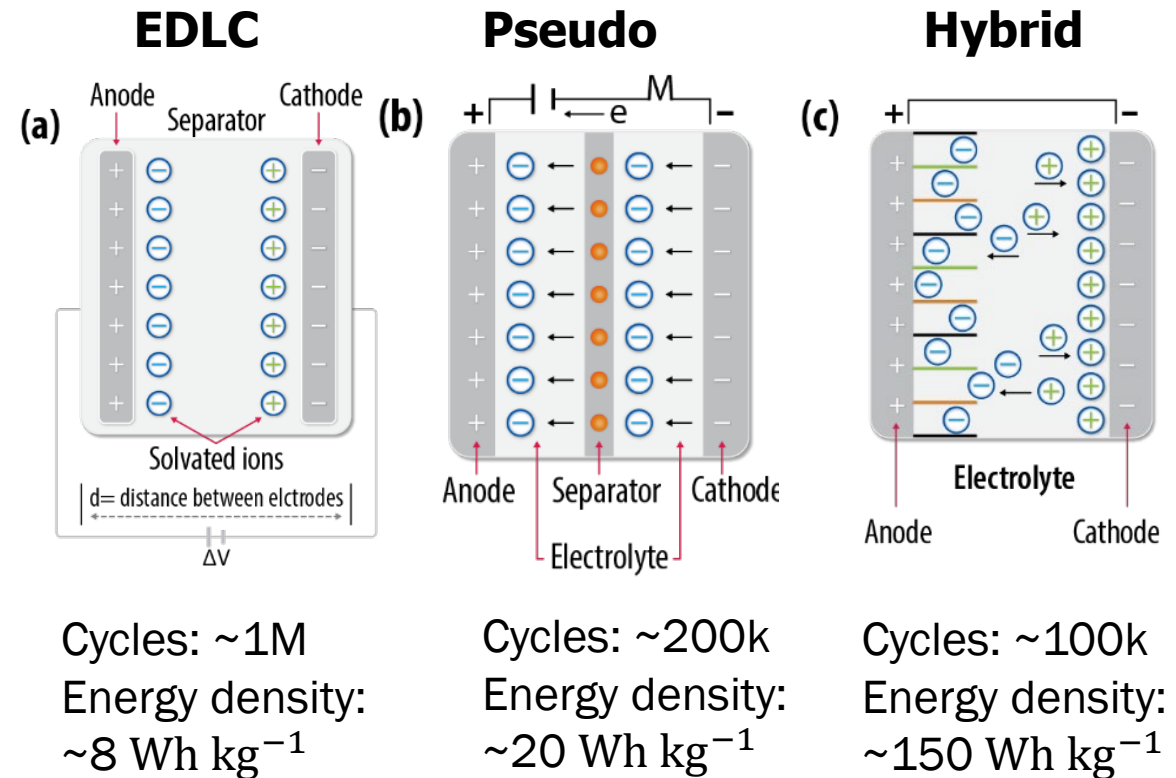 EDLC
Pseudo
Hybrid
(a)
Anode
Separator
Cathode
+
+
+
+
+
+
+
−
−
−
−
−
−
−
+
+
+
+
+
+
+
−
−
−
−
−
−
−
Solvated ions
d= distance between elctrodes
ΔV
(b)
+
M
−
e
+ − − −
+ − − −
+ − − −
+ − − −
+ − − −
+ − − −
+ − − −
Anode
Separator
Cathode
Electrolyte
(c)
+
−
+
+
+
+
+
+
+
−
−
−
−
−
−
−
−
−
−
−
−
+
+
+
+
+
+
+
+
+
+
+
+
+
−
−
−
−
−
−
−
Electrolyte
Anode
Cathode
Cycles: ~1M
Energy density:
~8 Wh kg⁻¹
Cycles: ~200k
Energy density:
~20 Wh kg⁻¹
Cycles: ~100k
Energy density:
~150 Wh kg⁻¹